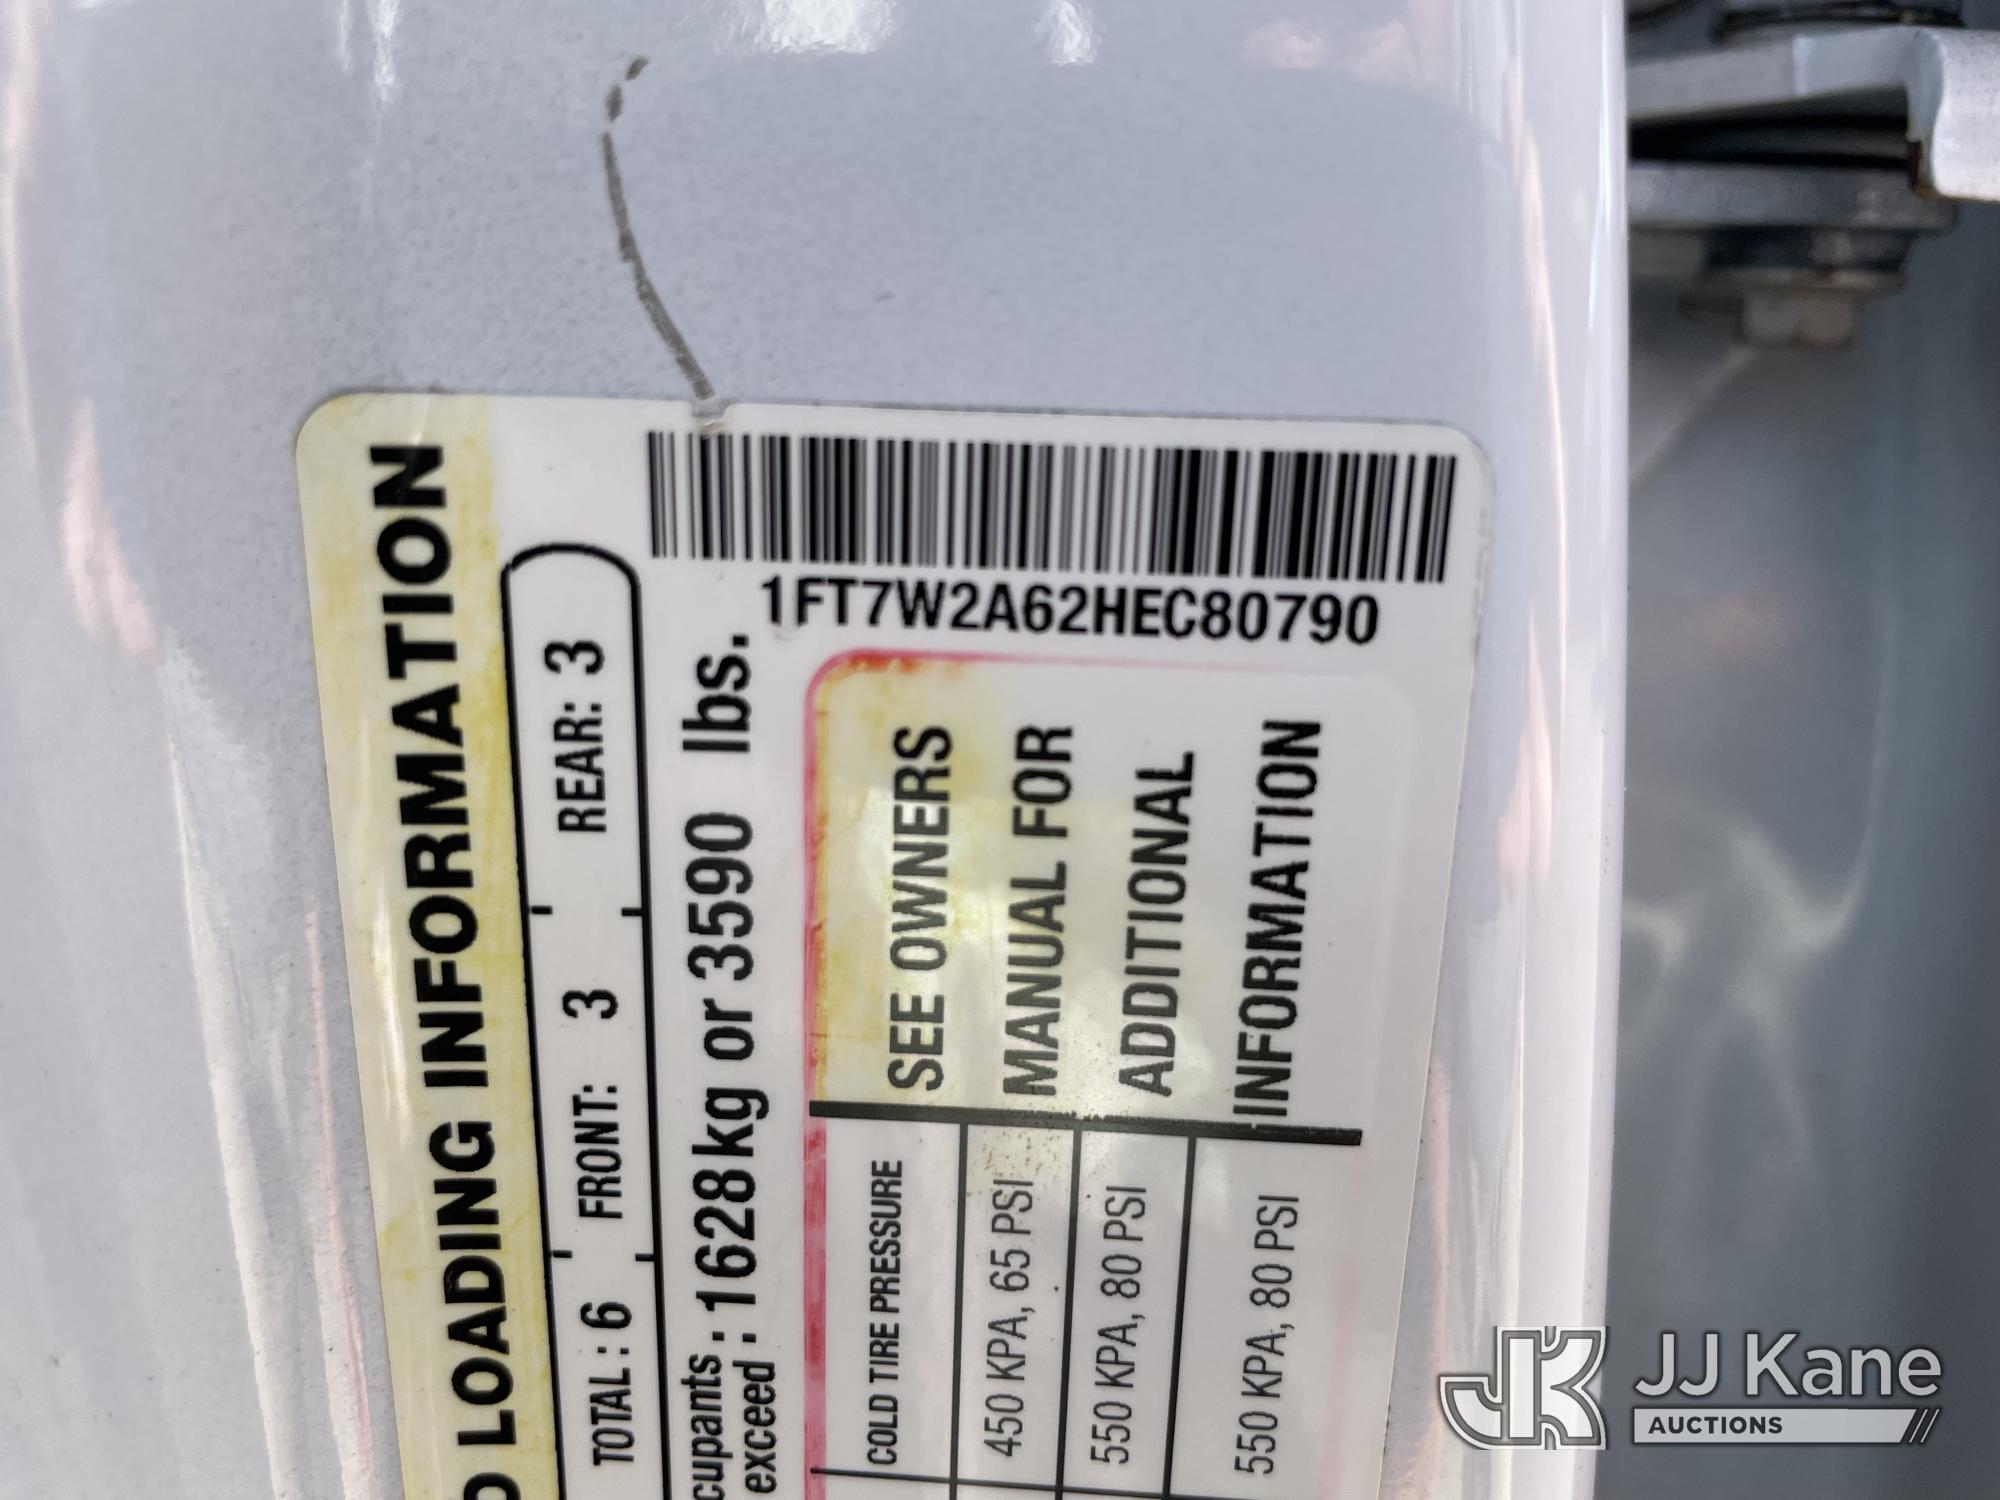 LOADING INFORMATION
TOTAL : 6 FRONT: 3 REAR: 3
exceed : 1628kg or 3590 lbs.
1FT7W2A62HEC80790
COLD TIRE PRESSURE
450 KPA, 65 PSI
550 KPA, 80 PSI
550 KPA, 80 PSI
SEE OWNERS
MANUAL FOR
ADDITIONAL
INFORMATION
JK
JJ Kane
AUCTIONS